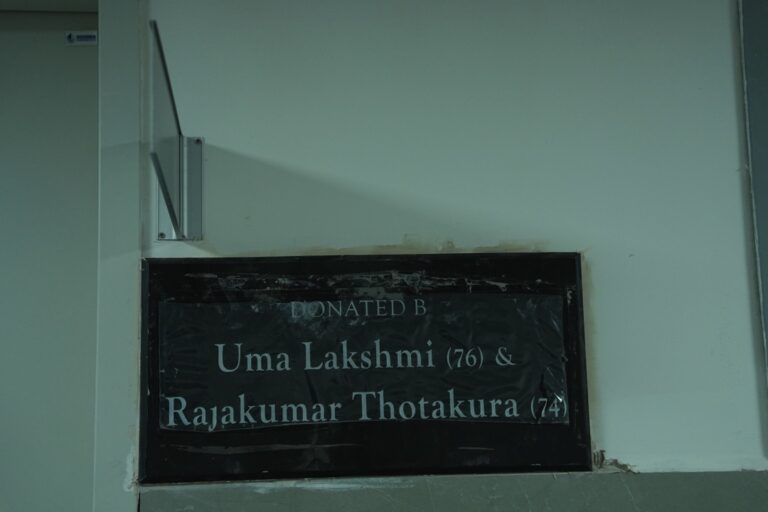 DONATED B
Uma Lakshmi (76) &
Rajakumar Thotakura (74)